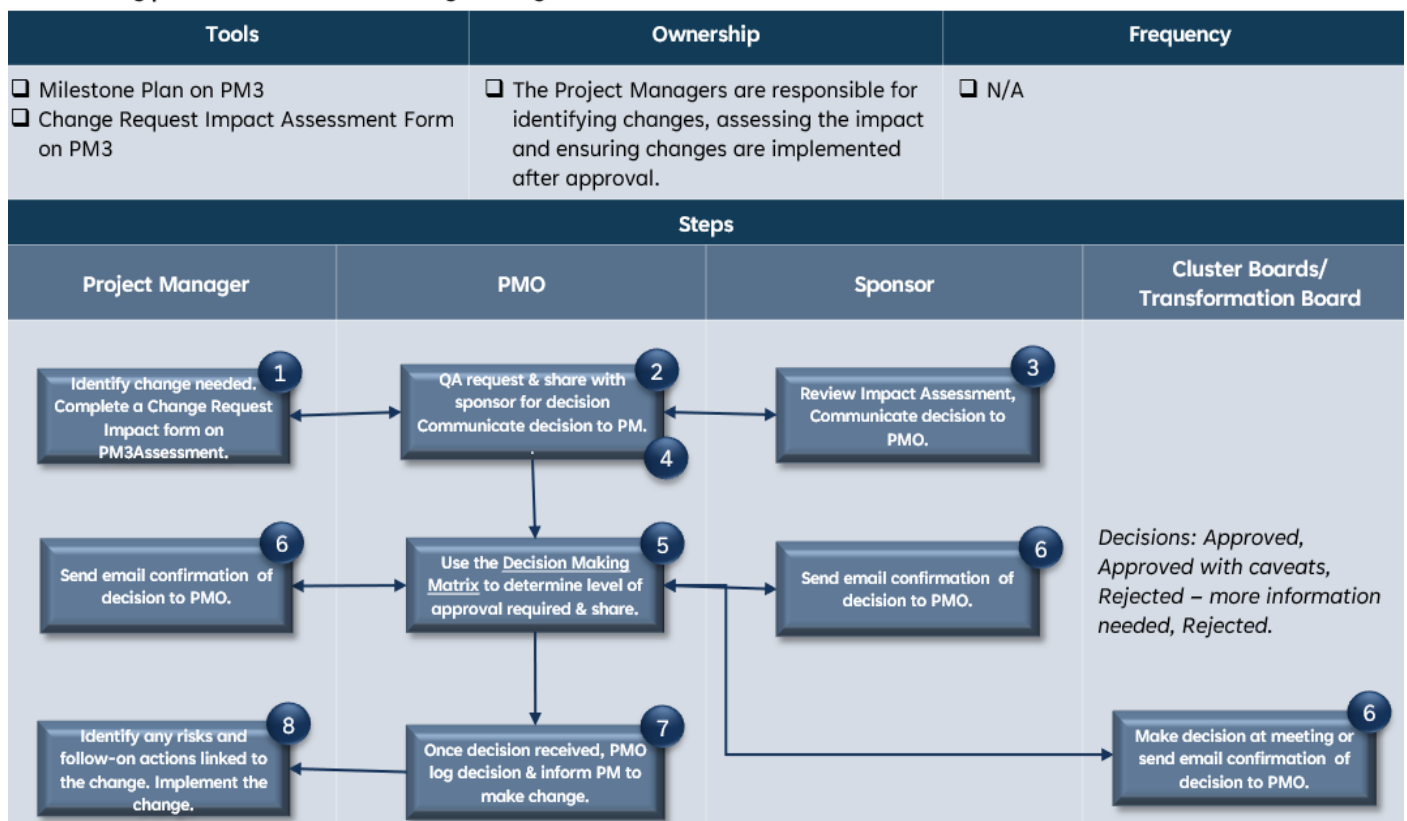 Tools
Ownership
Frequency
❑ Milestone Plan on PM3
❑ Change Request Impact Assessment Form
on PM3
❑ The Project Managers are responsible for
identifying changes, assessing the impact
and ensuring changes are implemented
after approval.
❑ N/A
Steps
Project Manager
PMO
Sponsor
Cluster Boards/
Transformation Board
1
Identify change needed.
Complete a Change Request
Impact form on
PM3Assessment.
2
QA request & share with
sponsor for decision
Communicate decision to PM.
.
4
3
Review Impact Assessment,
Communicate decision to
PMO.
6
Send email confirmation of
decision to PMO.
5
Use the Decision Making
Matrix to determine level of
approval required & share.
6
Send email confirmation of
decision to PMO.
Decisions: Approved,
Approved with caveats,
Rejected – more information
needed, Rejected.
8
Identify any risks and
follow-on actions linked to
the change. Implement the
change.
7
Once decision received, PMO
log decision & inform PM to
make change.
6
Make decision at meeting or
send email confirmation of
decision to PMO.